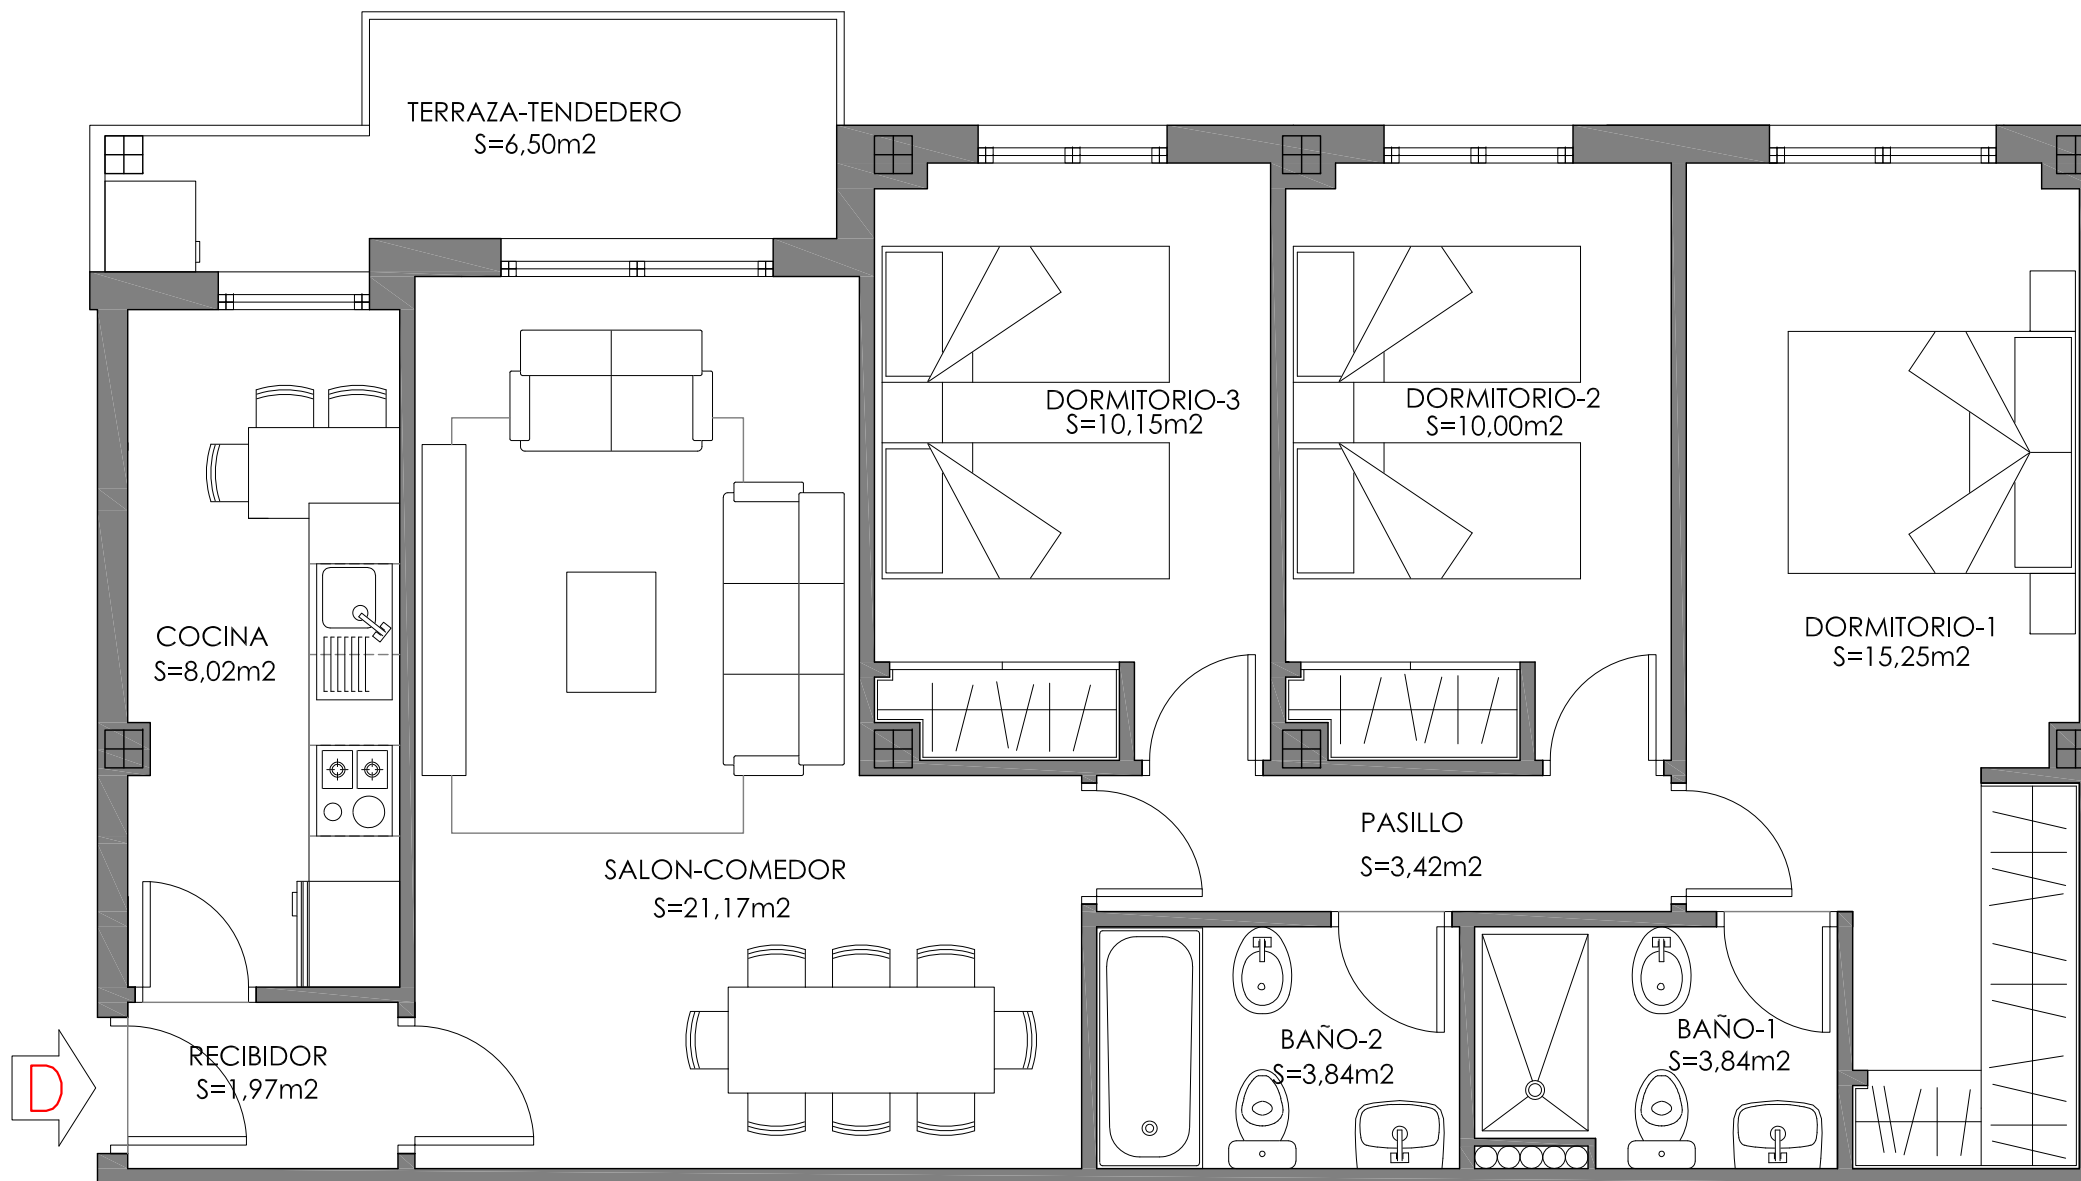 TERRAZA-TENDEDERO
S=6,50m2
DORMITORIO-3
S=10,15m2
DORMITORIO-2
S=10,00m2
COCINA
S=8,02m2
DORMITORIO-1
S=15,25m2
PASILLO
S=3,42m2
SALON-COMEDOR
S=21,17m2
RECIBIDOR
S=1,97m2
BAÑO-2
S=3,84m2
BAÑO-1
S=3,84m2
D